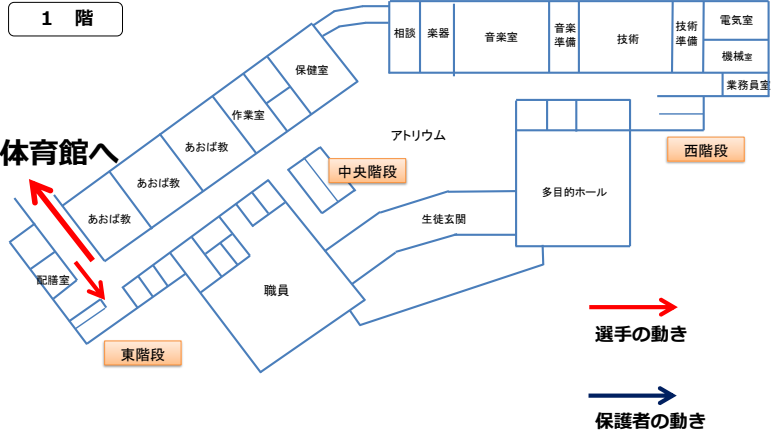 1 階
相談
楽器
音楽室
音楽
準備
技術
技術
準備
電気室
機械室
業務員室
保健室
作業室
あおば教
あおば教
あおば教
体育館へ
アトリウム
中央階段
西階段
多目的ホール
生徒玄関
配膳室
職員
東階段
選手の動き
保護者の動き